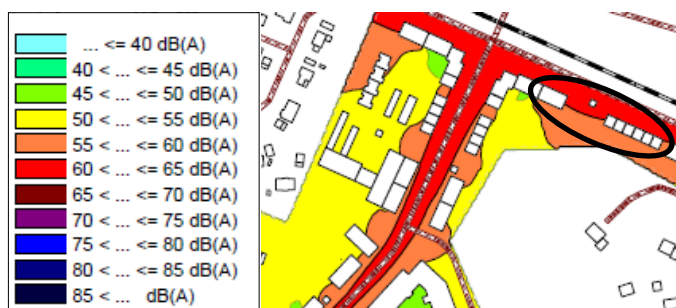 ... <= 40 dB(A)
40 < ... <= 45 dB(A)
45 < ... <= 50 dB(A)
50 < ... <= 55 dB(A)
55 < ... <= 60 dB(A)
60 < ... <= 65 dB(A)
65 < ... <= 70 dB(A)
70 < ... <= 75 dB(A)
75 < ... <= 80 dB(A)
80 < ... <= 85 dB(A)
85 < ... dB(A)